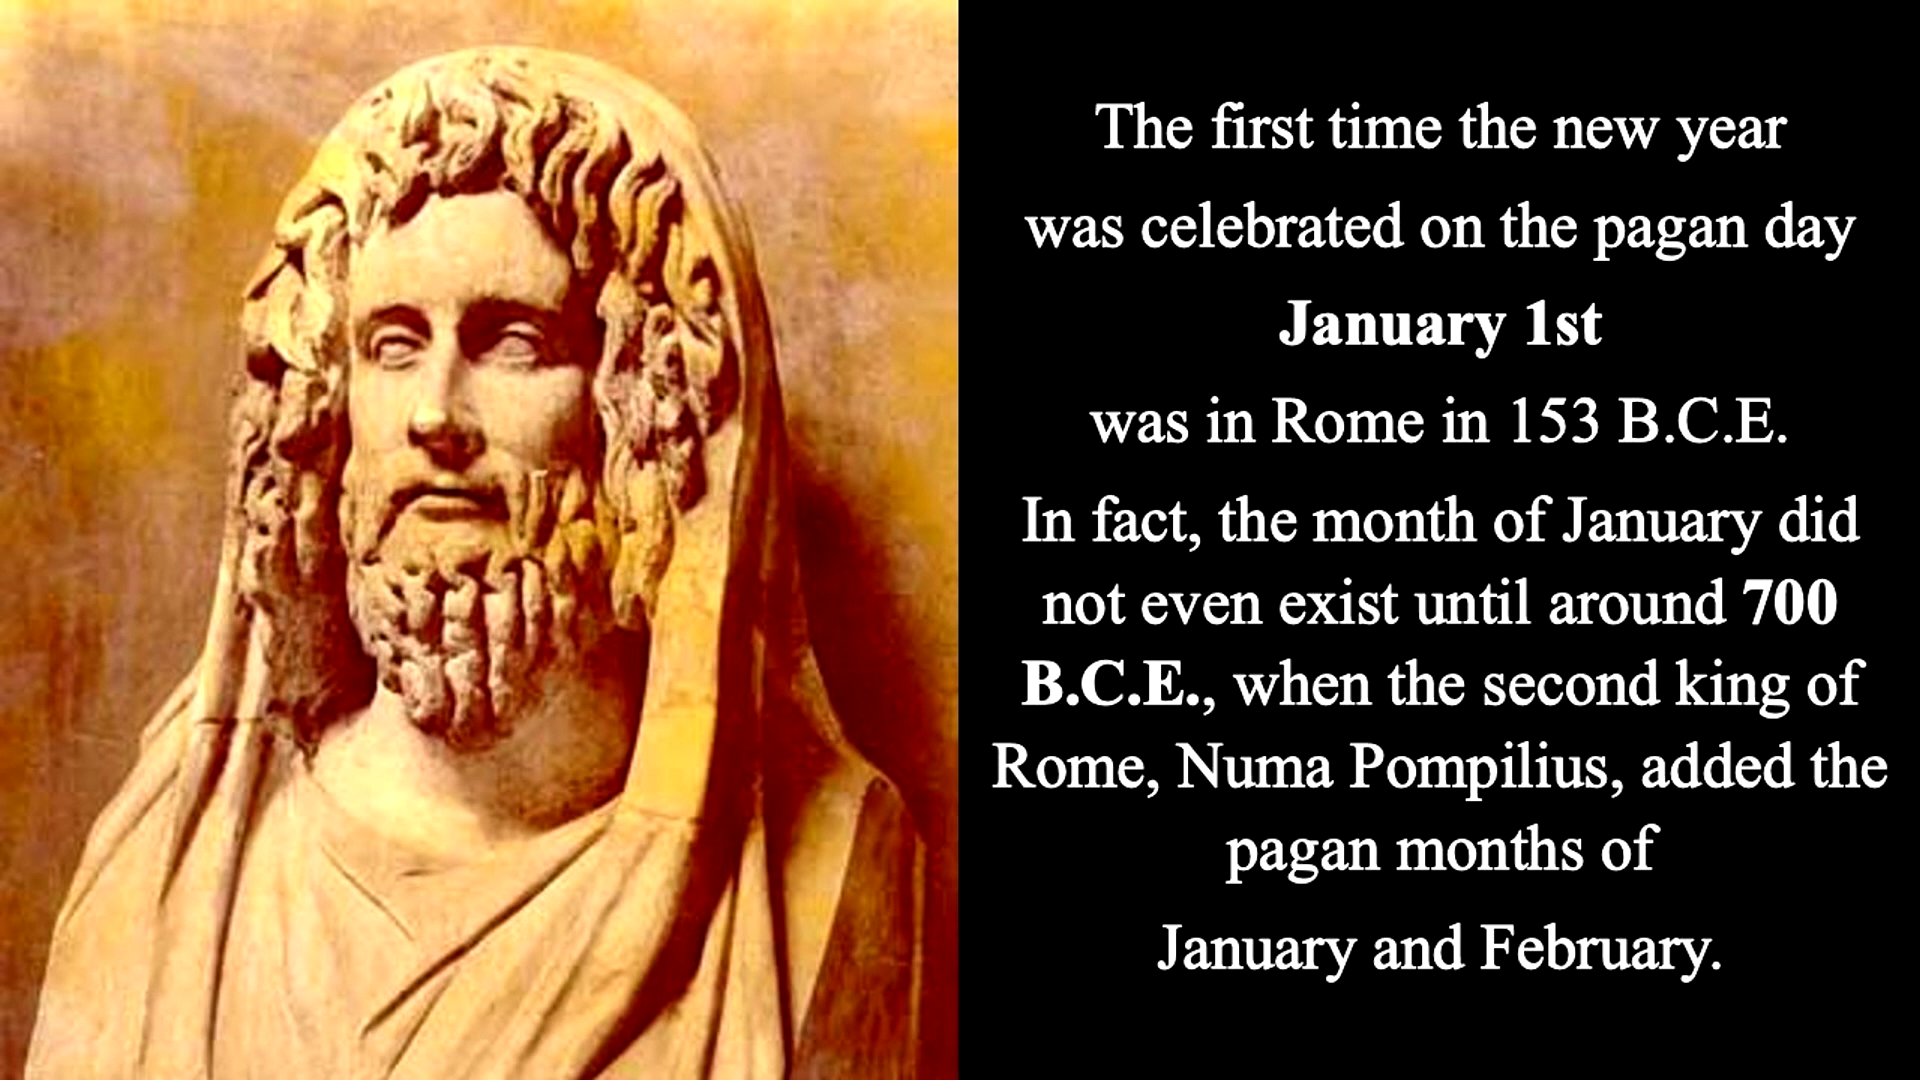 The first time the new year
was celebrated on the pagan day
January 1st
was in Rome in 153 B.C.E.
In fact, the month of January did
not even exist until around 700
B.C.E., when the second king of
Rome, Numa Pompilius, added the
pagan months of
January and February.